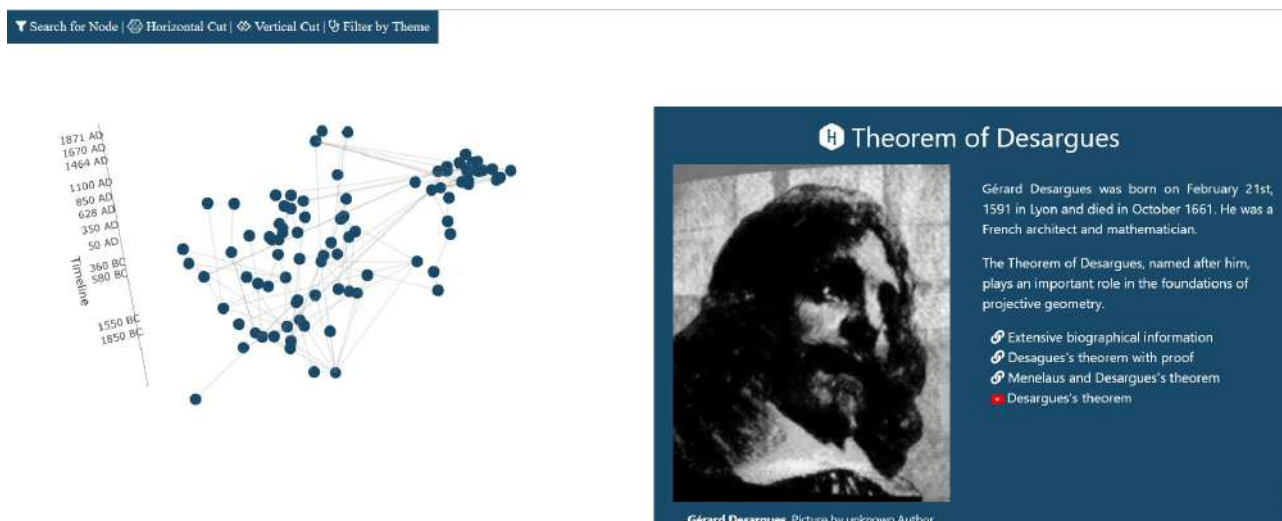 Search for Node | Horizontal Cut | Vertical Cut | Filter by Theme
1871 AD
1670 AD
1464 AD
1100 AD
850 AD
628 AD
350 AD
50 AD
360 BC
580 BC
Timeline
1550 BC
1850 BC
H Theorem of Desargues
Gérard Desargues was born on February 21st,
1591 in Lyon and died in October 1661. He was a
French architect and mathematician.
The Theorem of Desargues, named after him,
plays an important role in the foundations of
projective geometry.
Extensive biographical information
Desagues's theorem with proof
Menelaus and Desargues's theorem
Desargues's theorem
Gérard Desargues. Picture by unknown Author